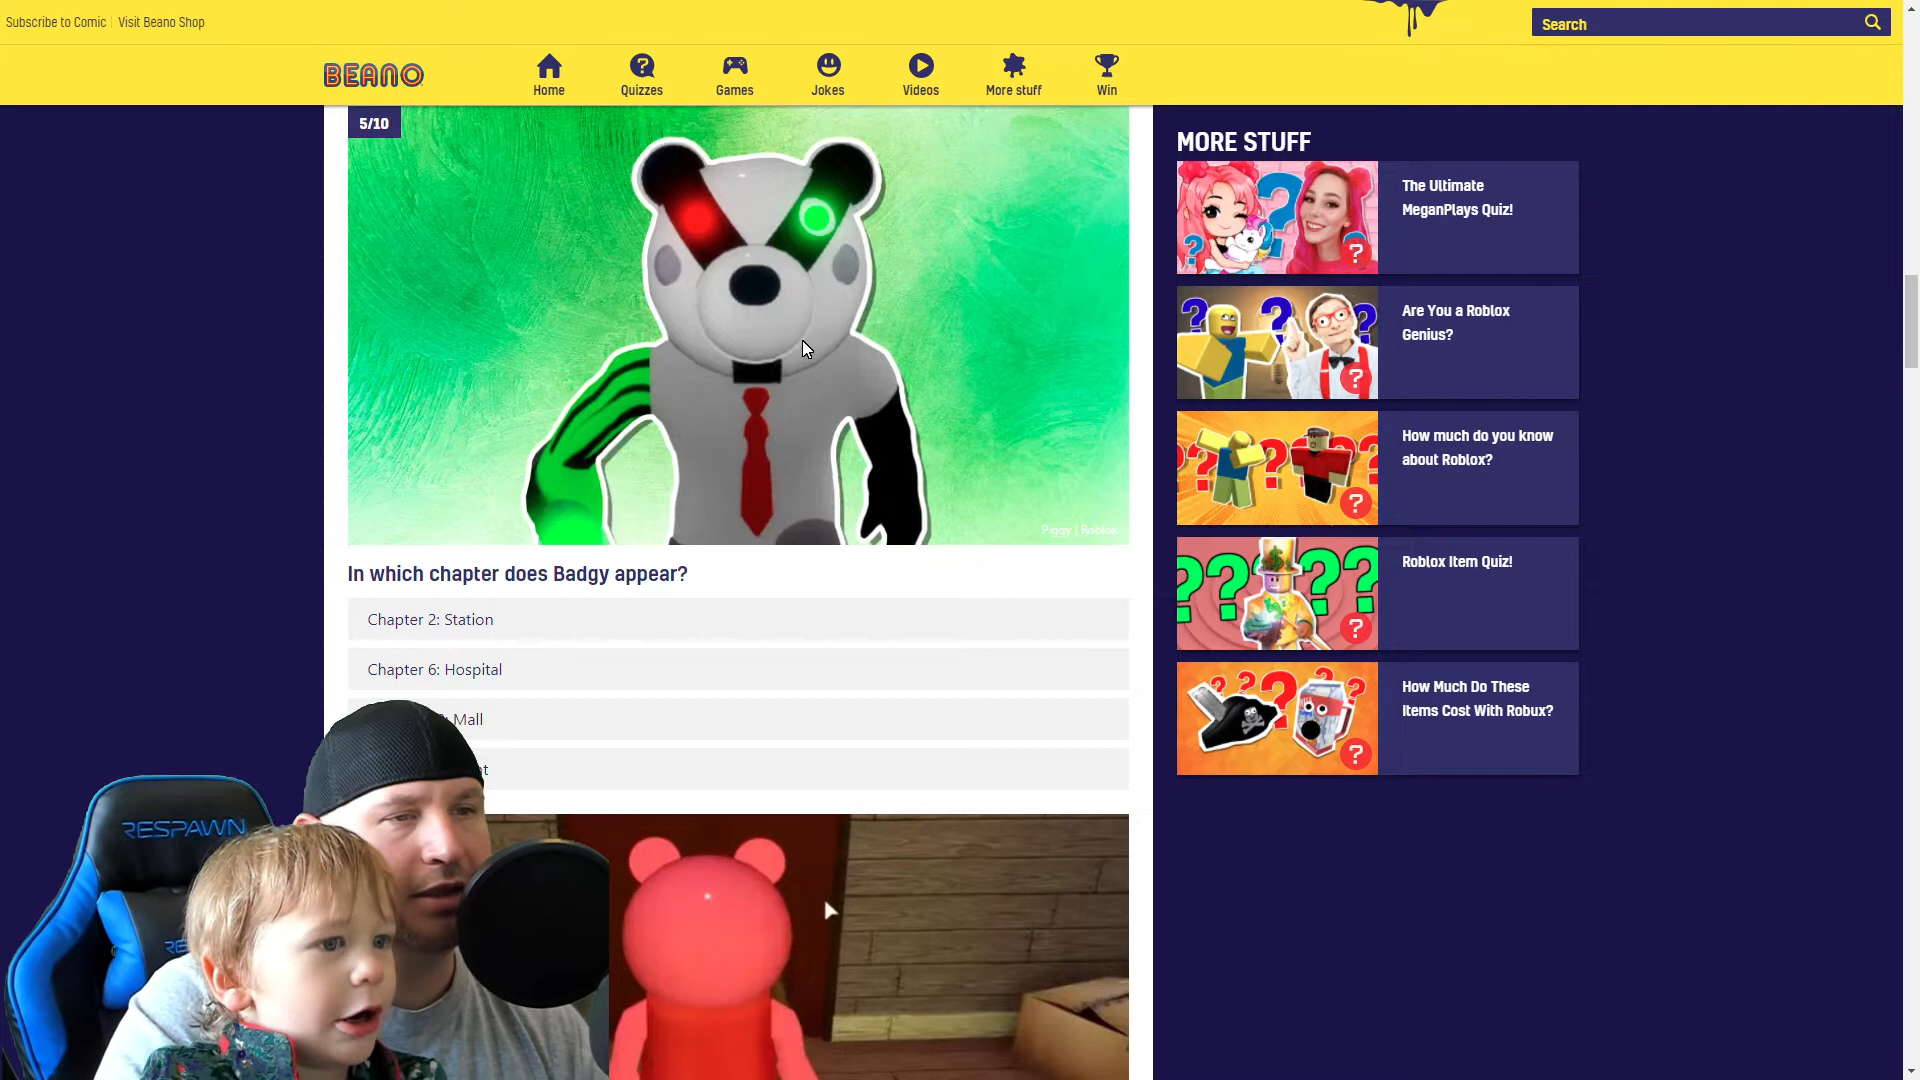 Subscribe to Comic
Visit Beano Shop
Search
BEANO
Home
Quizzes
Games
Jokes
Videos
More stuff
Win
5/10
Piggy | Roblox
In which chapter does Badgy appear?
Chapter 2: Station
Chapter 6: Hospital
Mall
MORE STUFF
The Ultimate
MeganPlays Quiz!
Are You a Roblox
Genius?
How much do you know
about Roblox?
Roblox Item Quiz!
How Much Do These
Items Cost With Robux?
RESPAWN